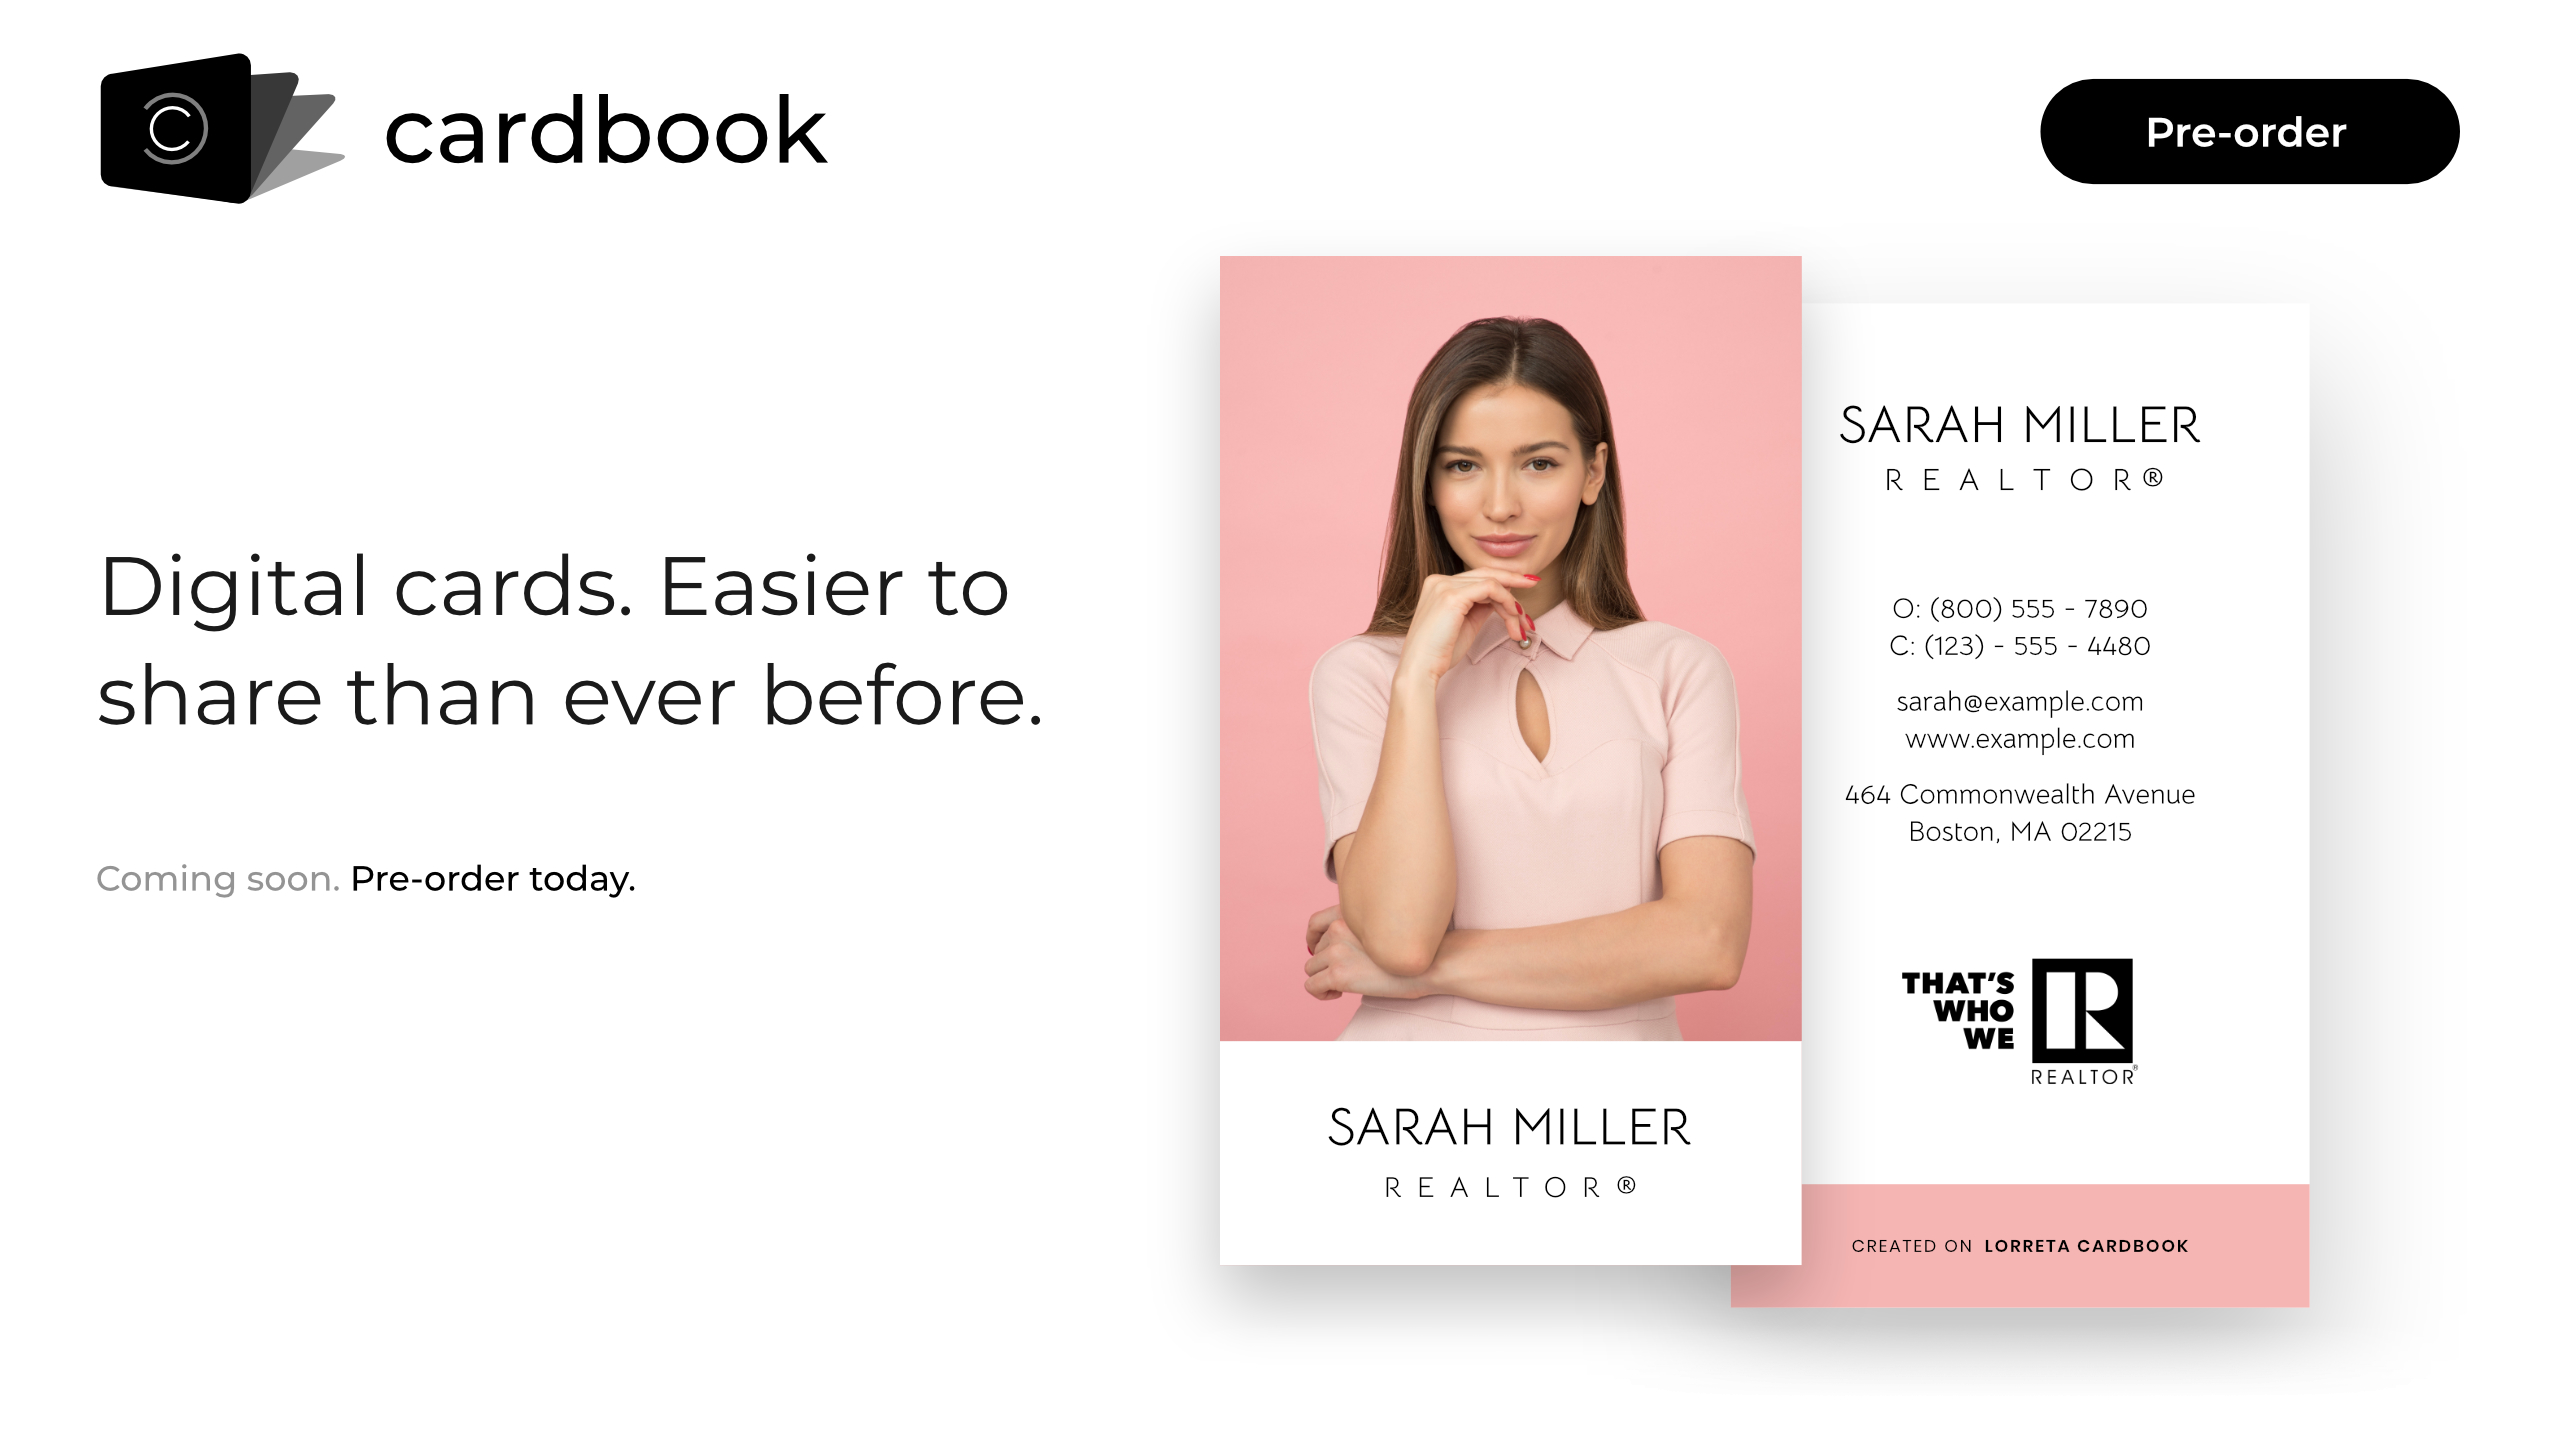 cardbook
Pre-order
Digital cards. Easier to
share than ever before.
Coming soon. Pre-order today.
SARAH MILLER
REALTOR®
SARAH MILLER
REALTOR®
O: (800) 555 - 7890
C: (123) - 555 - 4480
sarah@example.com
www.example.com
464 Commonwealth Avenue
Boston, MA 02215
THAT'S
WHO
WE
R
REALTOR®
CREATED ON LORRETA CARDBOOK